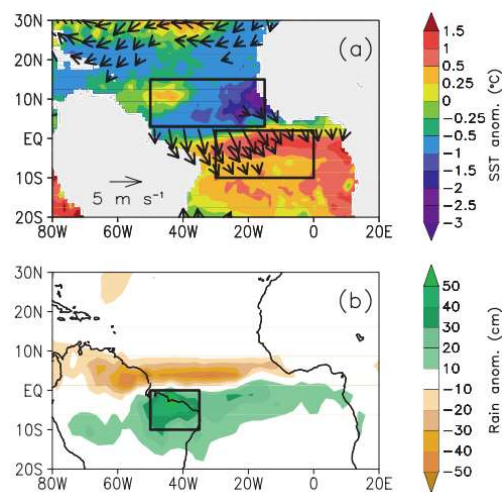 30N
20N
10N
EQ
10S
20S
80W 60W 40W 20W 0 20E
(a)
5 m s⁻¹
1.5
1
0.5
0.25
0
−0.25
−0.5
−1
−1.5
−2
−2.5
−3
SST anom. (°C)
30N
20N
10N
EQ
10S
20S
80W 60W 40W 20W 0 20E
(b)
50
40
30
20
10
−10
−20
−30
−40
−50
Rain anom. (cm)